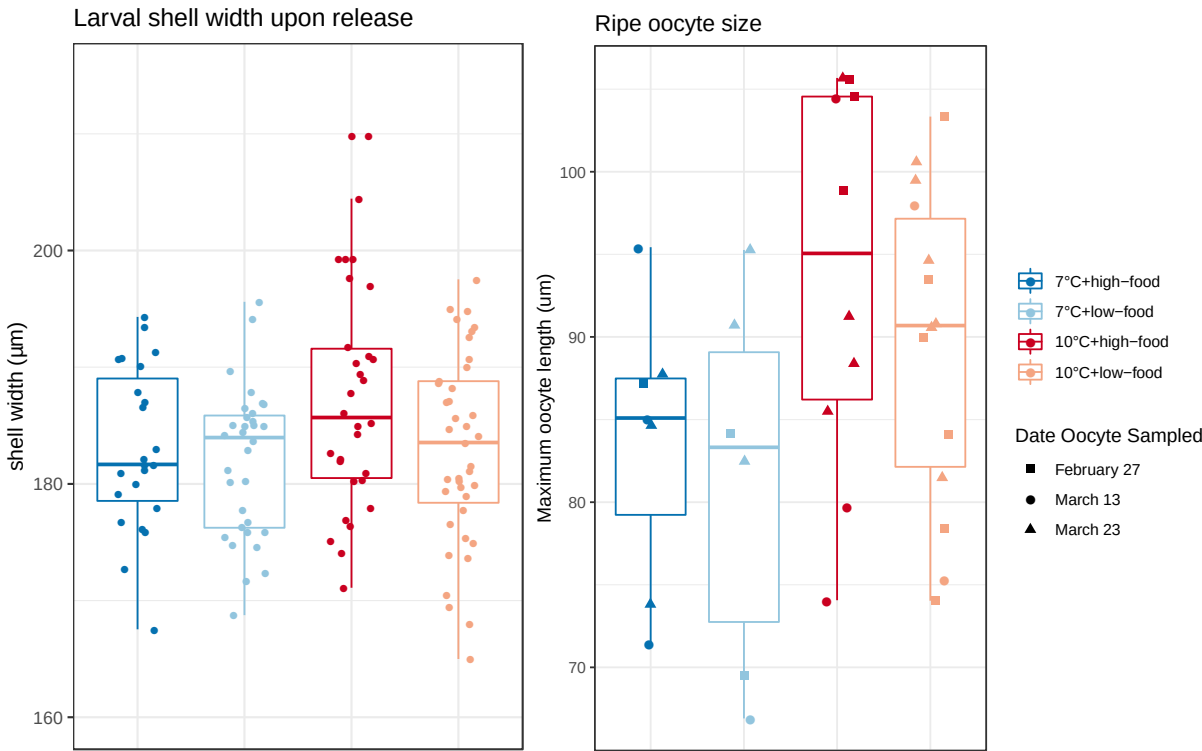 Larval shell width upon release
shell width (µm)
200
180
160
Ripe oocyte size
Maximum oocyte length (um)
100
90
80
70
7°C+high−food
7°C+low−food
10°C+high−food
10°C+low−food
Date Oocyte Sampled
February 27
March 13
March 23